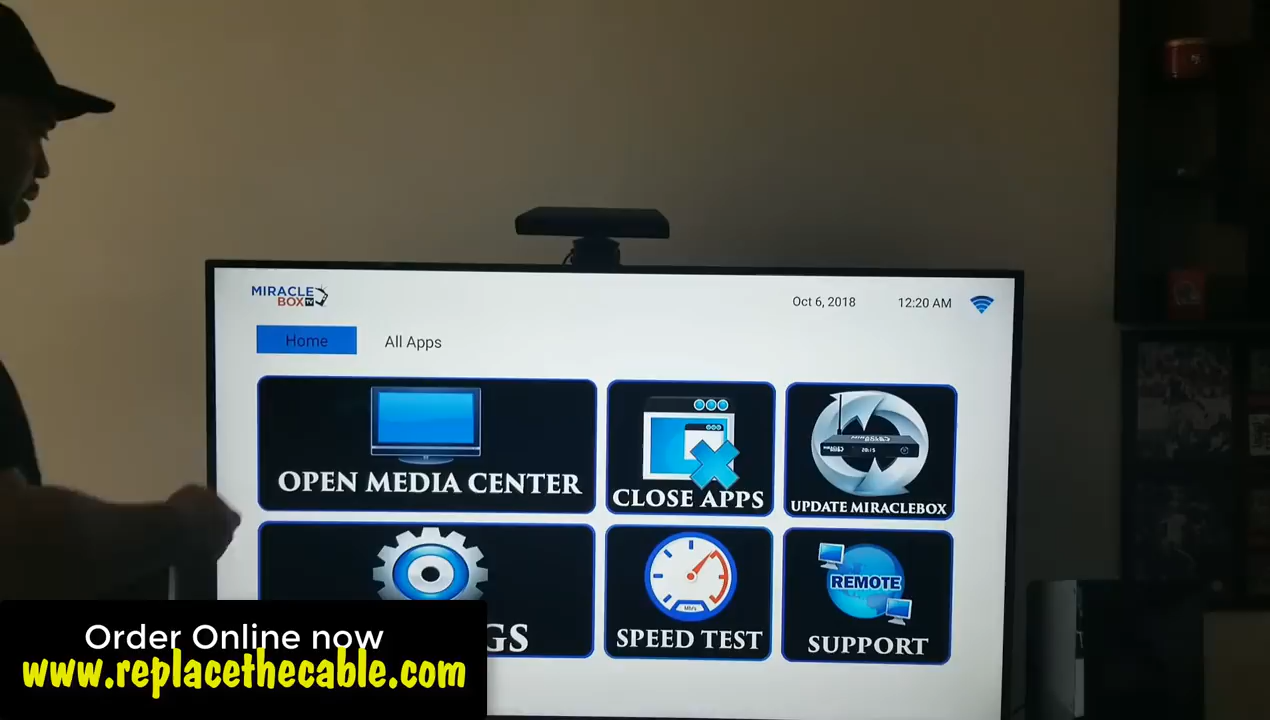 MIRACLE
BOX TV
Oct 6, 2018
12:20 AM
Home
All Apps
OPEN MEDIA CENTER
CLOSE APPS
UPDATE MIRACLEBOX
GS
SPEED TEST
REMOTE
SUPPORT
Order Online now
www.replacethecable.com